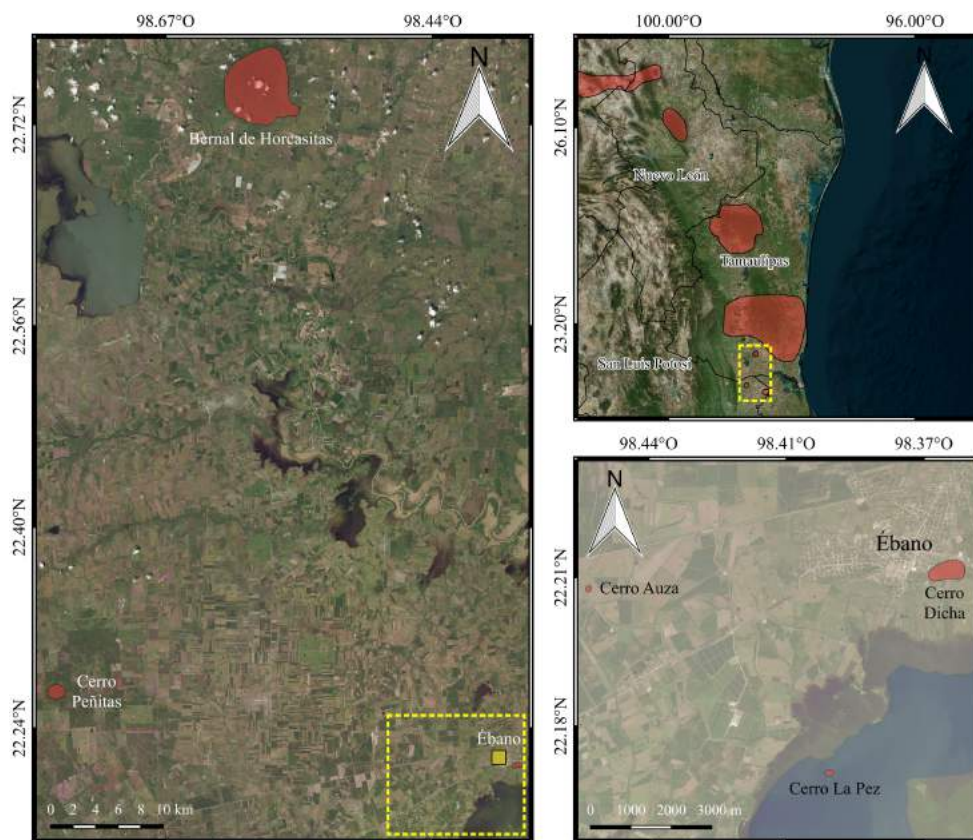 98.67°O
98.44°O
22.72°N
22.56°N
22.40°N
22.24°N
N
Bernal de Horcasitas
Cerro
Peñitas
Ébano
0 2 4 6 8 10 km
100.00°O
96.00°O
26.10°N
23.20°N
N
Nuevo León
Tamaulipas
San Luis Potosí
98.44°O
98.41°O
98.37°O
22.21°N
22.18°N
N
Ébano
Cerro Auza
Cerro
Dicha
Cerro La Pez
0 1000 2000 3000 m